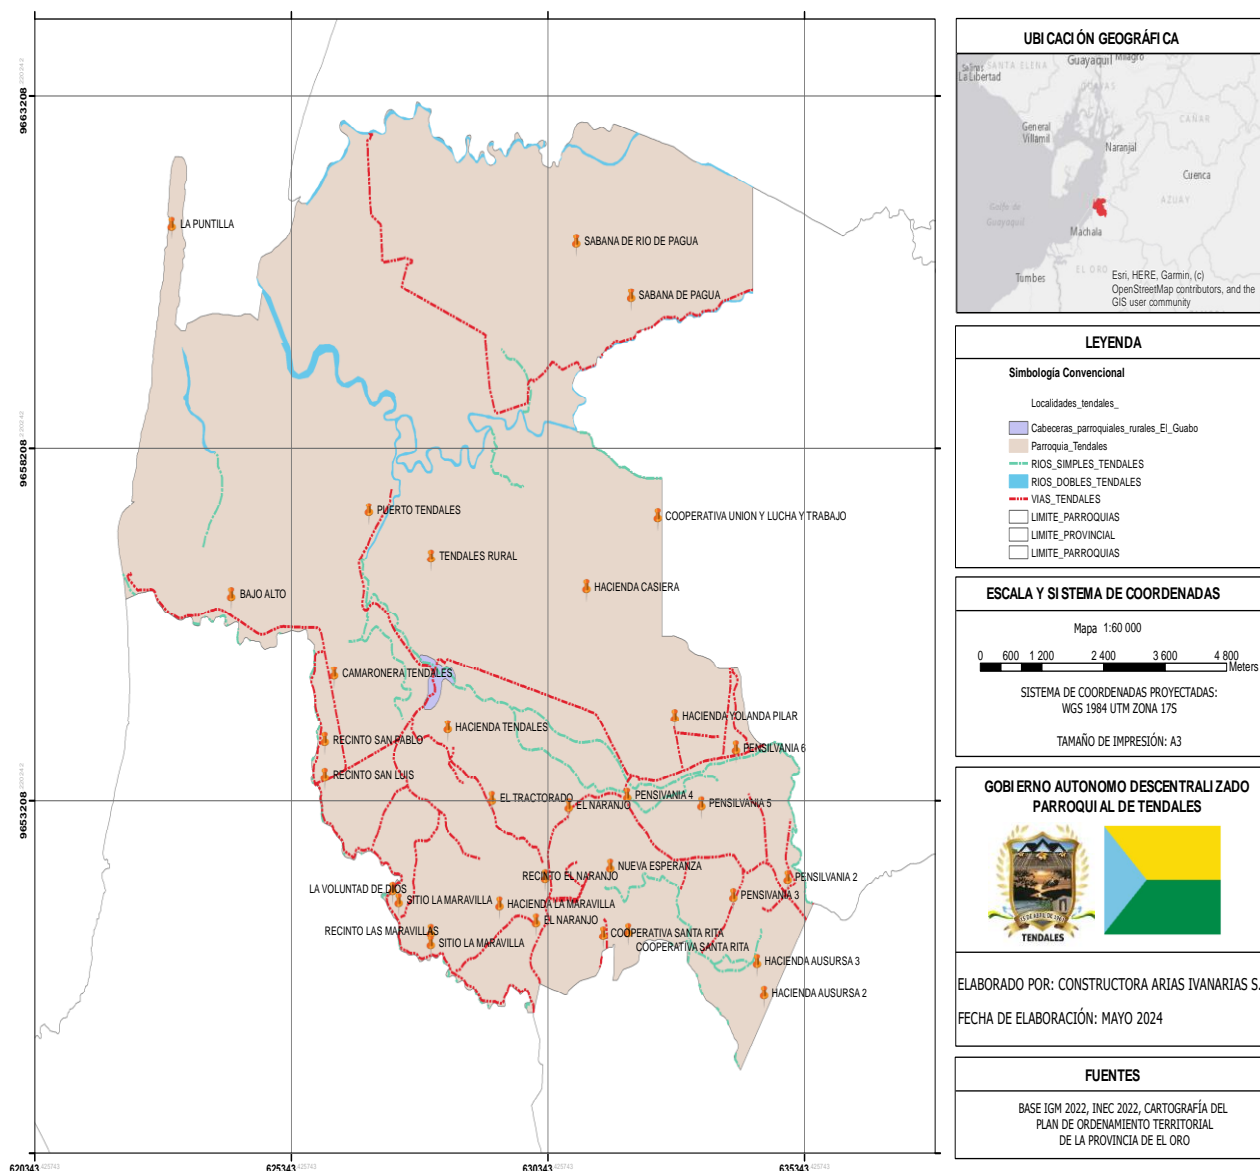 9663208
9658208
9653208
620343
625343
630343
635343
LA PUNTILLA
SABANA DE RIO DE PAGUA
SABANA DE PAGUA
PUERTO TENDALES
COOPERATIVA UNION Y LUCHA Y TRABAJO
TENDALES RURAL
BAJO ALTO
HACIENDA CASIERA
CAMARONERA TENDALES
HACIENDA YOLANDA PILAR
HACIENDA TENDALES
RECINTO SAN PABLO
PENSILVANIA 6
RECINTO SAN LUIS
EL TRACTORADO
EL NARANJO
PENSIVANIA 4
PENSILVANIA 5
NUEVA ESPERANZA
RECINTO EL NARANJO
PENSILVANIA 2
LA VOLUNTAD DE DIOS
SITIO LA MARAVILLA
HACIENDA LA MARAVILLA
PENSIVANIA 3
EL NARANJO
RECINTO LAS MARAVILLAS
SITIO LA MARAVILLA
COOPERATIVA SANTA RITA
COOPERATIVA SANTA RITA
HACIENDA AUSURSA 3
HACIENDA AUSURSA 2
UBICACIÓN GEOGRÁFICA
Salinas
La Libertad
SANTA ELENA
Guayaquil
Milagro
GUAYAS
General
Villamil
Naranjal
CAÑAR
Cuenca
AZUAY
Golfo de
Guayaquil
Machala
EL ORO
Tumbes
Esri, HERE, Garmin, (c)
OpenStreetMap contributors, and the
GIS user community
LEYENDA
Simbología Convencional
Localidades_tendales_
Cabeceras_parroquiales_rurales_El_Guabo
Parroquia_Tendales
RIOS_SIMPLES_TENDALES
RIOS_DOBLES_TENDALES
VIAS_TENDALES
LIMITE_PARROQUIAS
LIMITE_PROVINCIAL
LIMITE_PARROQUIAS
ESCALA Y SISTEMA DE COORDENADAS
Mapa 1:60 000
0 600 1 200 2 400 3 600 4 800
Meters
SISTEMA DE COORDENADAS PROYECTADAS:
WGS 1984 UTM ZONA 17S
TAMAÑO DE IMPRESIÓN: A3
GOBIERNO AUTONOMO DESCENTRALIZADO
PARROQUIAL DE TENDALES
TENDALES
ELABORADO POR: CONSTRUCTORA ARIAS IVANARIAS S.
FECHA DE ELABORACIÓN: MAYO 2024
FUENTES
BASE IGM 2022, INEC 2022, CARTOGRAFÍA DEL
PLAN DE ORDENAMIENTO TERRITORIAL
DE LA PROVINCIA DE EL ORO